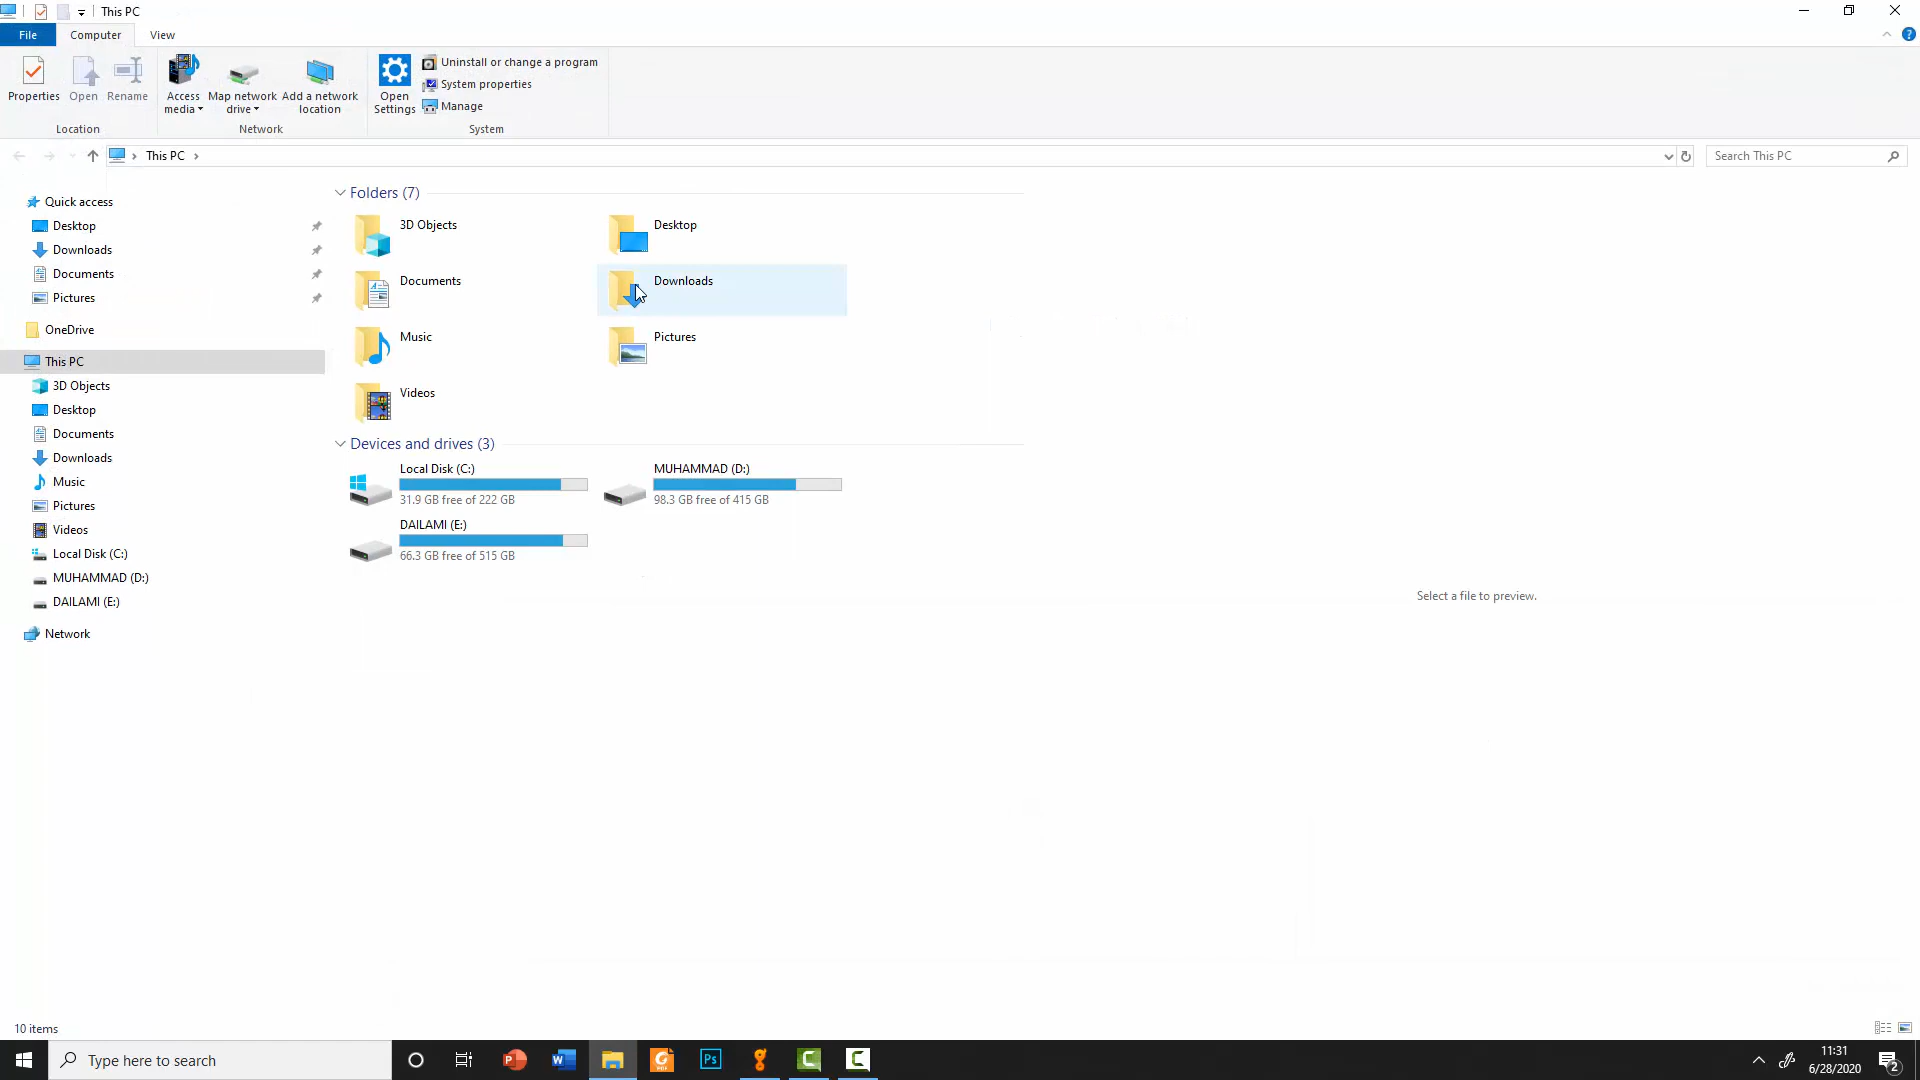 This PC
File
Computer
View
Properties
Open
Rename
Access media
Map network drive
Add a network location
Open Settings
Uninstall or change a program
System properties
Manage
Location
Network
System
This PC
Search This PC
Quick access
Desktop
Downloads
Documents
Pictures
OneDrive
This PC
3D Objects
Desktop
Documents
Downloads
Music
Pictures
Videos
Local Disk (C:)
MUHAMMAD (D:)
DAILAMI (E:)
Network
Folders (7)
3D Objects
Desktop
Documents
Downloads
Music
Pictures
Videos
Devices and drives (3)
Local Disk (C:)
31.9 GB free of 222 GB
MUHAMMAD (D:)
98.3 GB free of 415 GB
DAILAMI (E:)
66.3 GB free of 515 GB
Select a file to preview.
10 items
Type here to search
Ps
11:31
6/28/2020
2